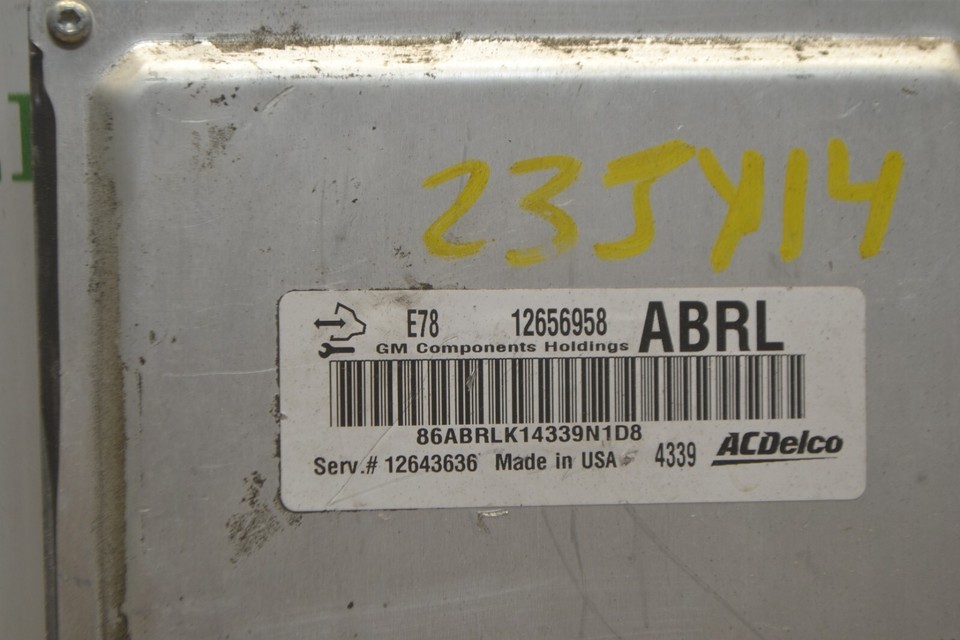 23JY14
E78 12656958 ABRL
GM Components Holdings
86ABRLK14339N1D8
Serv.# 12643636 Made in USA 4339 ACDelco